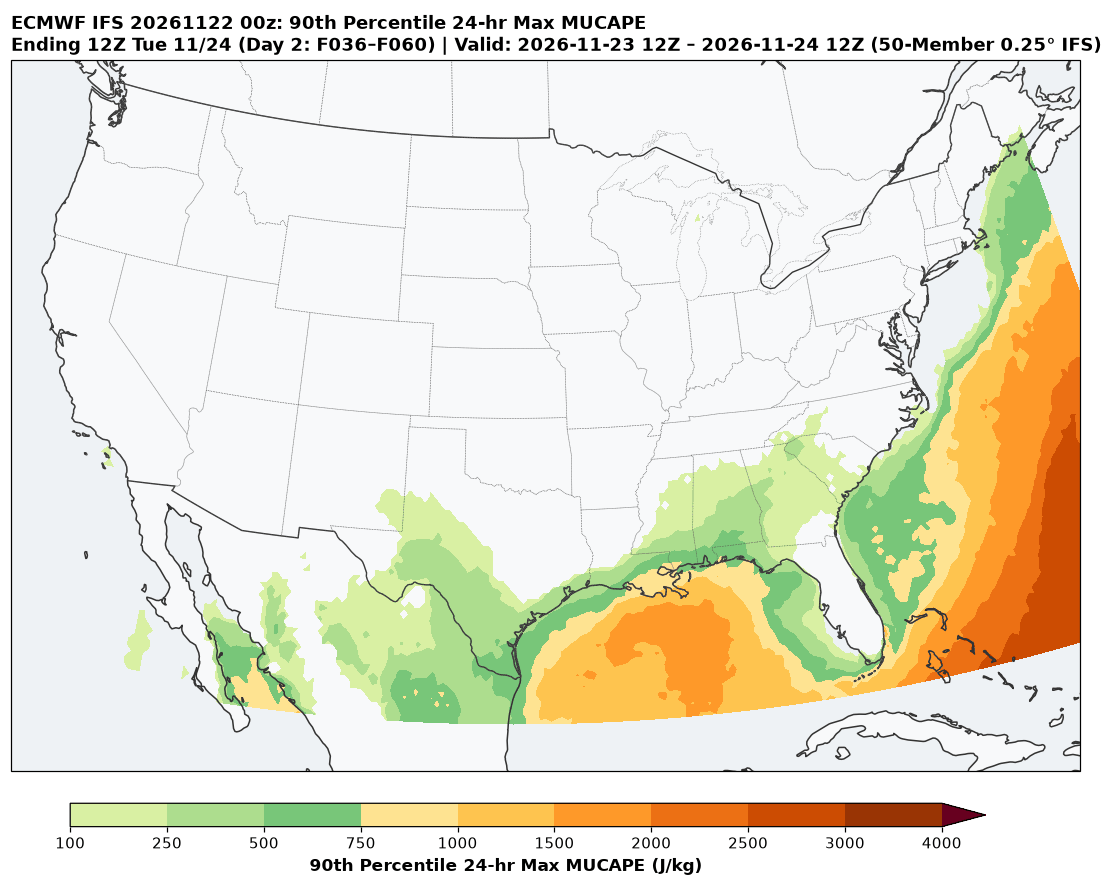 ECMWF IFS 20261122 00z: 90th Percentile 24-hr Max MUCAPE
Ending 12Z Tue 11/24 (Day 2: F036–F060) | Valid: 2026-11-23 12Z – 2026-11-24 12Z (50-Member 0.25° IFS)
100 250 500 750 1000 1500 2000 2500 3000 4000
90th Percentile 24-hr Max MUCAPE (J/kg)